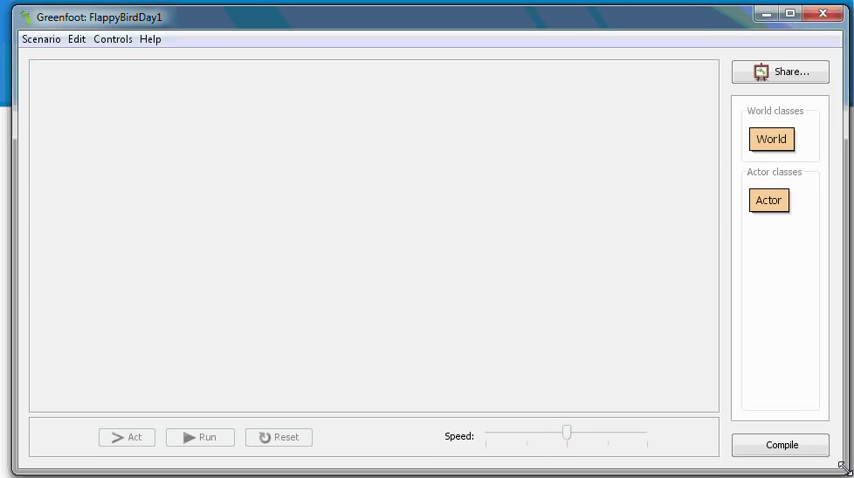 Greenfoot: FlappyBirdDay1
Scenario Edit Controls Help
Share...
World classes
World
Actor classes
Actor
Act Run Reset Speed:
Compile